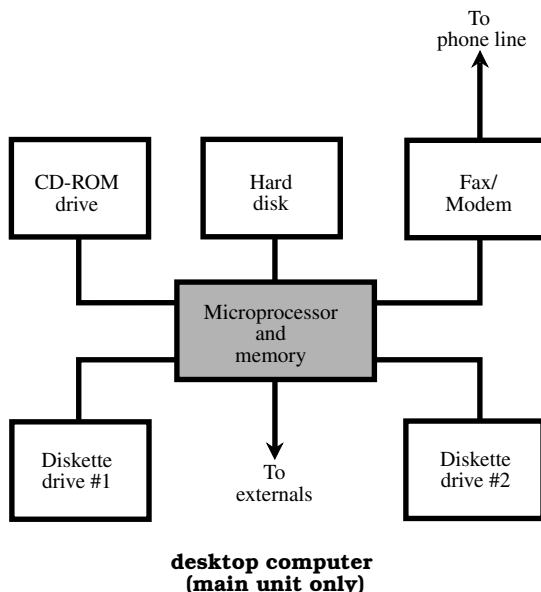 To
phone line
CD-ROM
drive
Hard
disk
Fax/
Modem
Microprocessor
and
memory
Diskette
drive #1
To
externals
Diskette
drive #2
desktop computer
(main unit only)